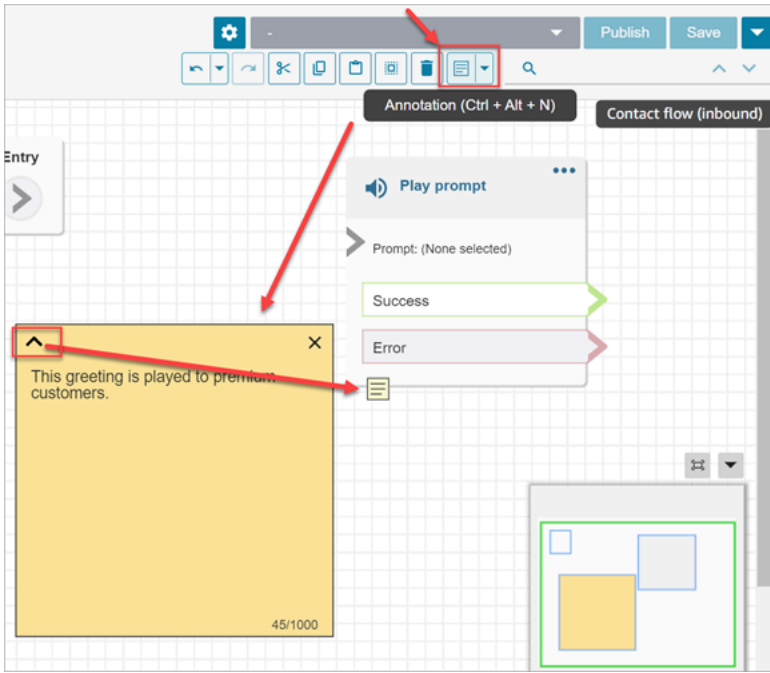 -
Publish
Save
Annotation (Ctrl + Alt + N)
Contact flow (inbound)
Entry
Play prompt
Prompt: (None selected)
Success
Error
This greeting is played to premium
customers.
45/1000